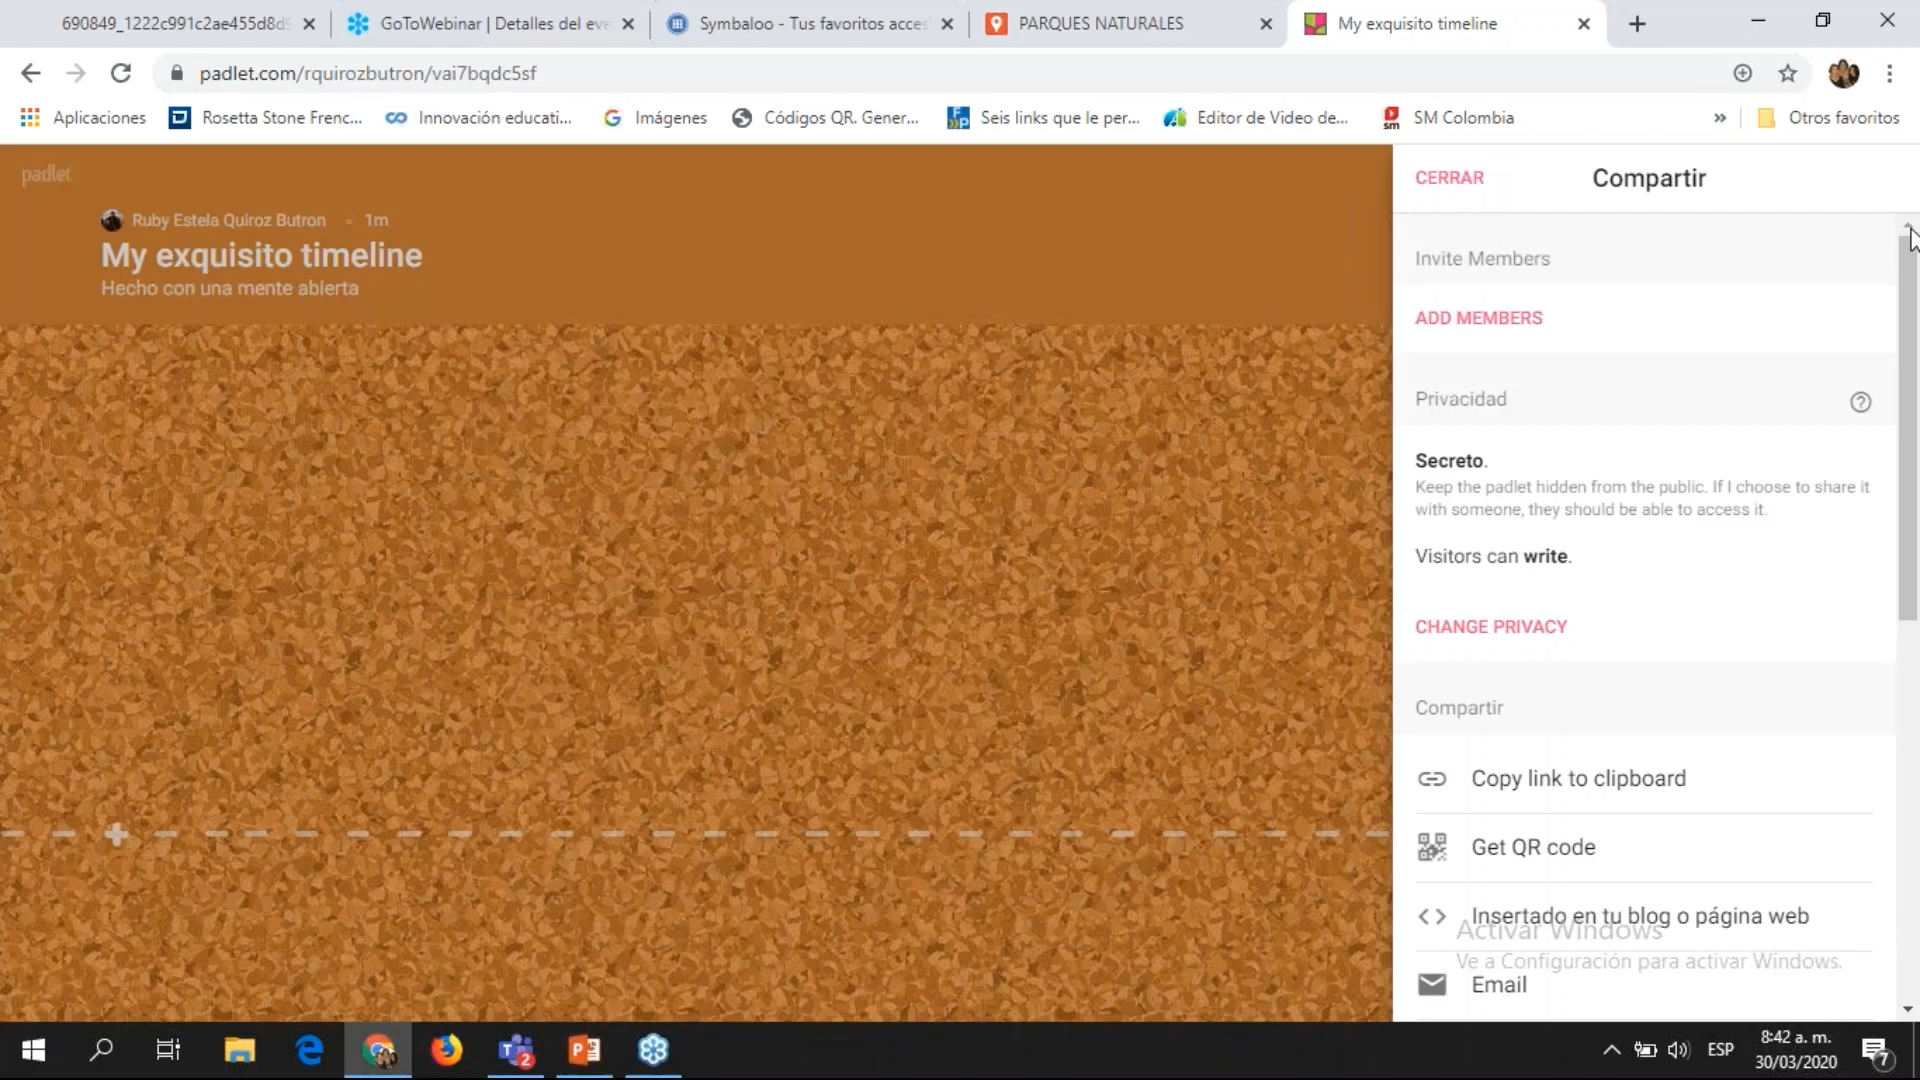 690849_1222c991c2ae455d8d9
GoToWebinar | Detalles del eve
Symbaloo - Tus favoritos acces
PARQUES NATURALES
My exquisito timeline
padlet.com/rquirozbutron/vai7bqdc5sf
Aplicaciones
Rosetta Stone Frenc...
Innovación educati...
Imágenes
Códigos QR. Gener...
Seis links que le per...
Editor de Video de...
SM Colombia
»
Otros favoritos
padlet
Ruby Estela Quiroz Butron • 1m
My exquisito timeline
Hecho con una mente abierta
CERRAR
Compartir
Invite Members
ADD MEMBERS
Privacidad
Secreto.
Keep the padlet hidden from the public. If I choose to share it
with someone, they should be able to access it.
Visitors can write.
CHANGE PRIVACY
Compartir
Copy link to clipboard
Get QR code
Insertado en tu blog o página web
Activar Windows
Ve a Configuración para activar Windows.
Email
ESP
8:42 a. m.
30/03/2020
2
7